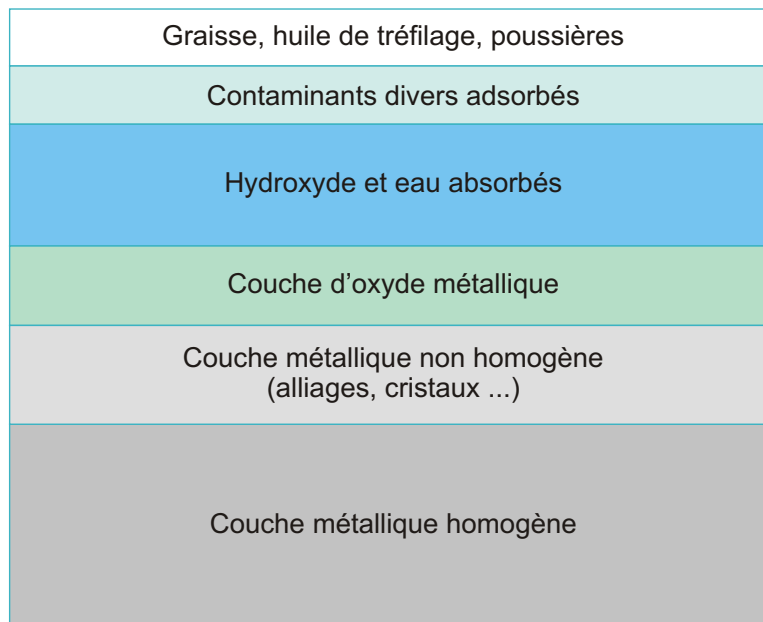 Graisse, huile de tréfilage, poussières
Contaminants divers adsorbés
Hydroxyde et eau absorbés
Couche d’oxyde métallique
Couche métallique non homogène
(alliages, cristaux ...)
Couche métallique homogène